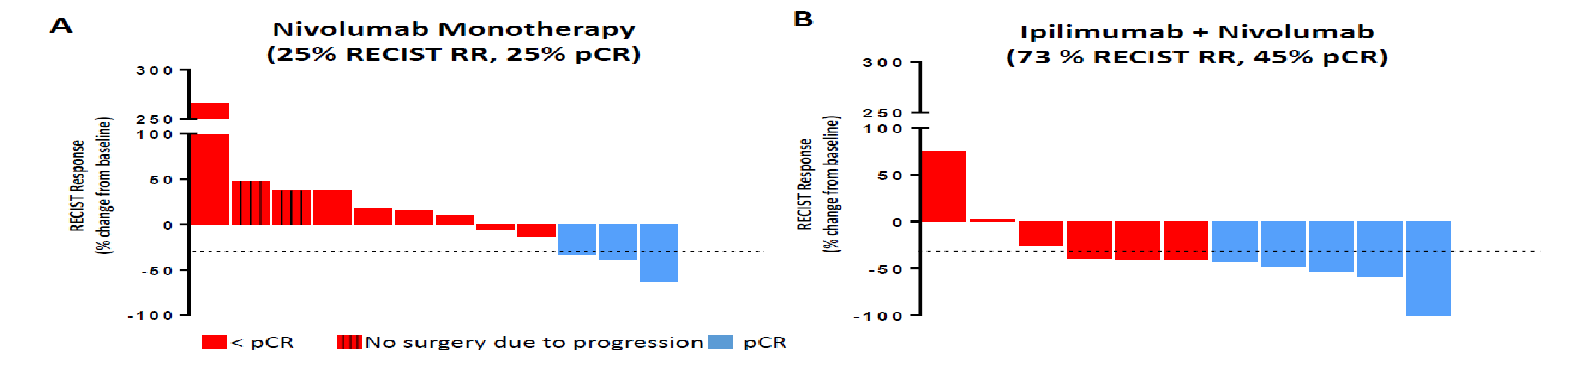 A
Nivolumab Monotherapy
(25% RECIST RR, 25% pCR)
300
250
100
50
0
-50
-100
RECIST Response
(% change from baseline)
< pCR
No surgery due to progression
pCR
B
Ipilimumab + Nivolumab
(73 % RECIST RR, 45% pCR)
300
250
100
50
0
-50
-100
RECIST Response
(% change from baseline)